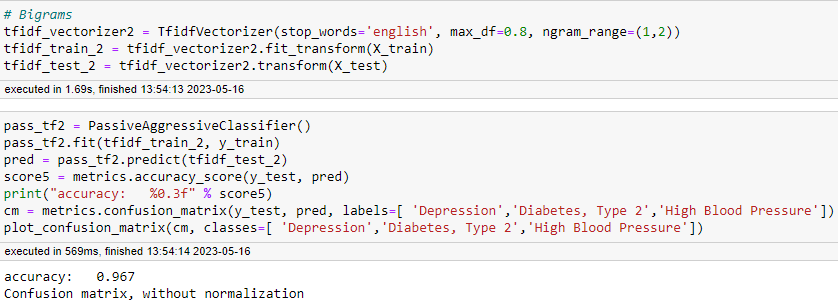 # Bigrams
tfidf_vectorizer2 = TfidfVectorizer(stop_words='english', max_df=0.8, ngram_range=(1,2))
tfidf_train_2 = tfidf_vectorizer2.fit_transform(X_train)
tfidf_test_2 = tfidf_vectorizer2.transform(X_test)
executed in 1.69s, finished 13:54:13 2023-05-16
pass_tf2 = PassiveAggressiveClassifier()
pass_tf2.fit(tfidf_train_2, y_train)
pred = pass_tf2.predict(tfidf_test_2)
score5 = metrics.accuracy_score(y_test, pred)
print("accuracy:   %0.3f" % score5)
cm = metrics.confusion_matrix(y_test, pred, labels=[ 'Depression','Diabetes, Type 2','High Blood Pressure'])
plot_confusion_matrix(cm, classes=[ 'Depression','Diabetes, Type 2','High Blood Pressure'])
executed in 569ms, finished 13:54:14 2023-05-16
accuracy:   0.967
Confusion matrix, without normalization